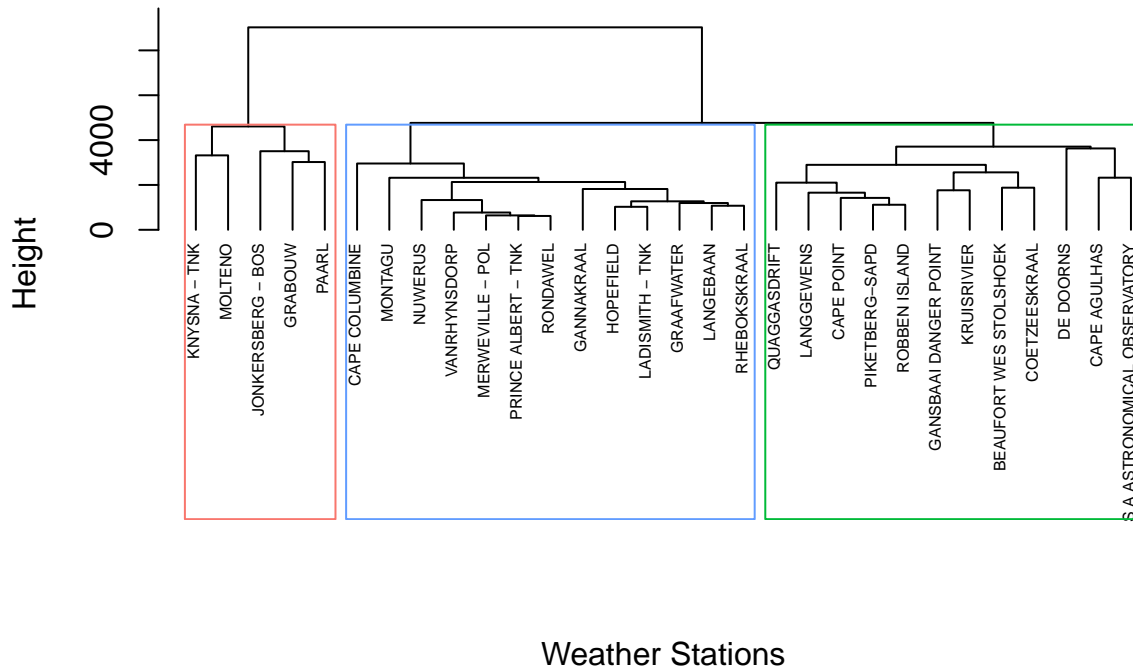 Height
4000
0
KNYSNA – TNK
MOLTENO
JONKERSBERG – BOS
GRABOUW
PAARL
CAPE COLUMBINE
MONTAGU
NUWERUS
VANRHYNSDORP
MERWEVILLE – POL
PRINCE ALBERT – TNK
RONDAWEL
GANNAKRAAL
HOPEFIELD
LADISMITH – TNK
GRAAFWATER
LANGEBAAN
RHEBOKSKRAAL
QUAGGASDRIFT
LANGGEWENS
CAPE POINT
PIKETBERG–SAPD
ROBBEN ISLAND
GANSBAAI DANGER POINT
KRUISRIVIER
BEAUFORT WES STOLSHOEK
COETZEESKRAAL
DE DOORNS
CAPE AGULHAS
S A ASTRONOMICAL OBSERVATORY
Weather Stations